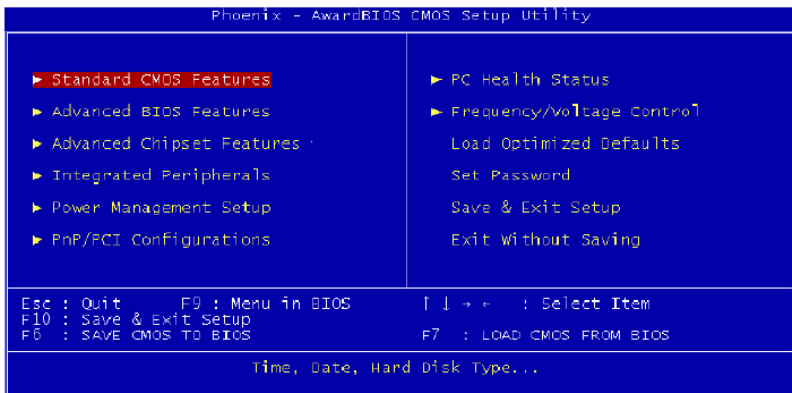 Phoenix - AwardBIOS CMOS Setup Utility
► Standard CMOS Features
► Advanced BIOS Features
► Advanced Chipset Features
► Integrated Peripherals
► Power Management Setup
► PnP/PCI Configurations
► PC Health Status
► Frequency/Voltage Control
Load Optimized Defaults
Set Password
Save & Exit Setup
Exit Without Saving
Esc : Quit F9 : Menu in BIOS ↑ ↓ → ← : Select Item
F10 : Save & Exit Setup
F6 : SAVE CMOS TO BIOS F7 : LOAD CMOS FROM BIOS
Time, Date, Hard Disk Type...